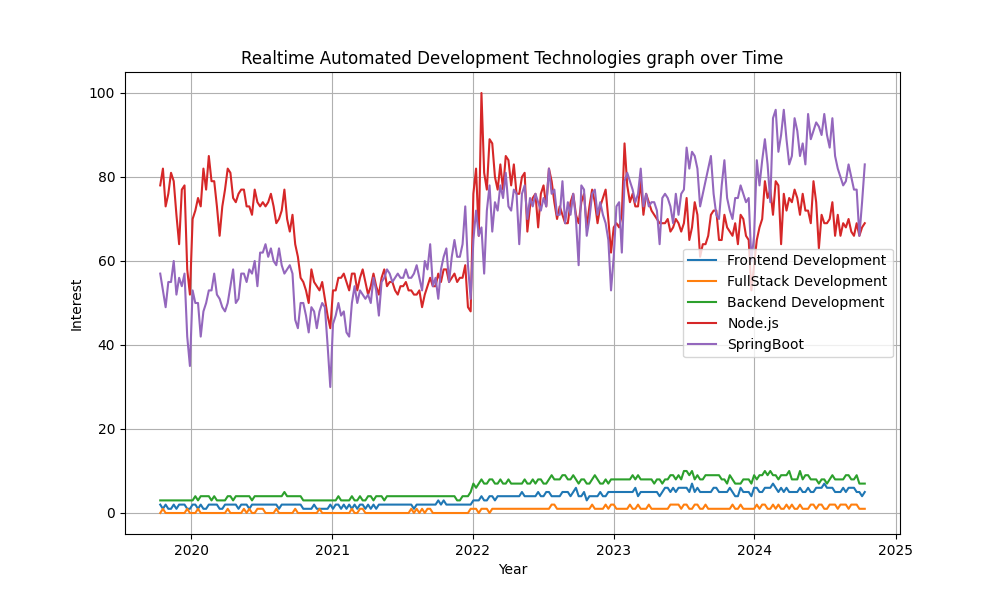 Realtime Automated Development Technologies graph over Time
100
80
60
40
20
0
Interest
Frontend Development
FullStack Development
Backend Development
Node.js
SpringBoot
2020 2021 2022 2023 2024 2025
Year